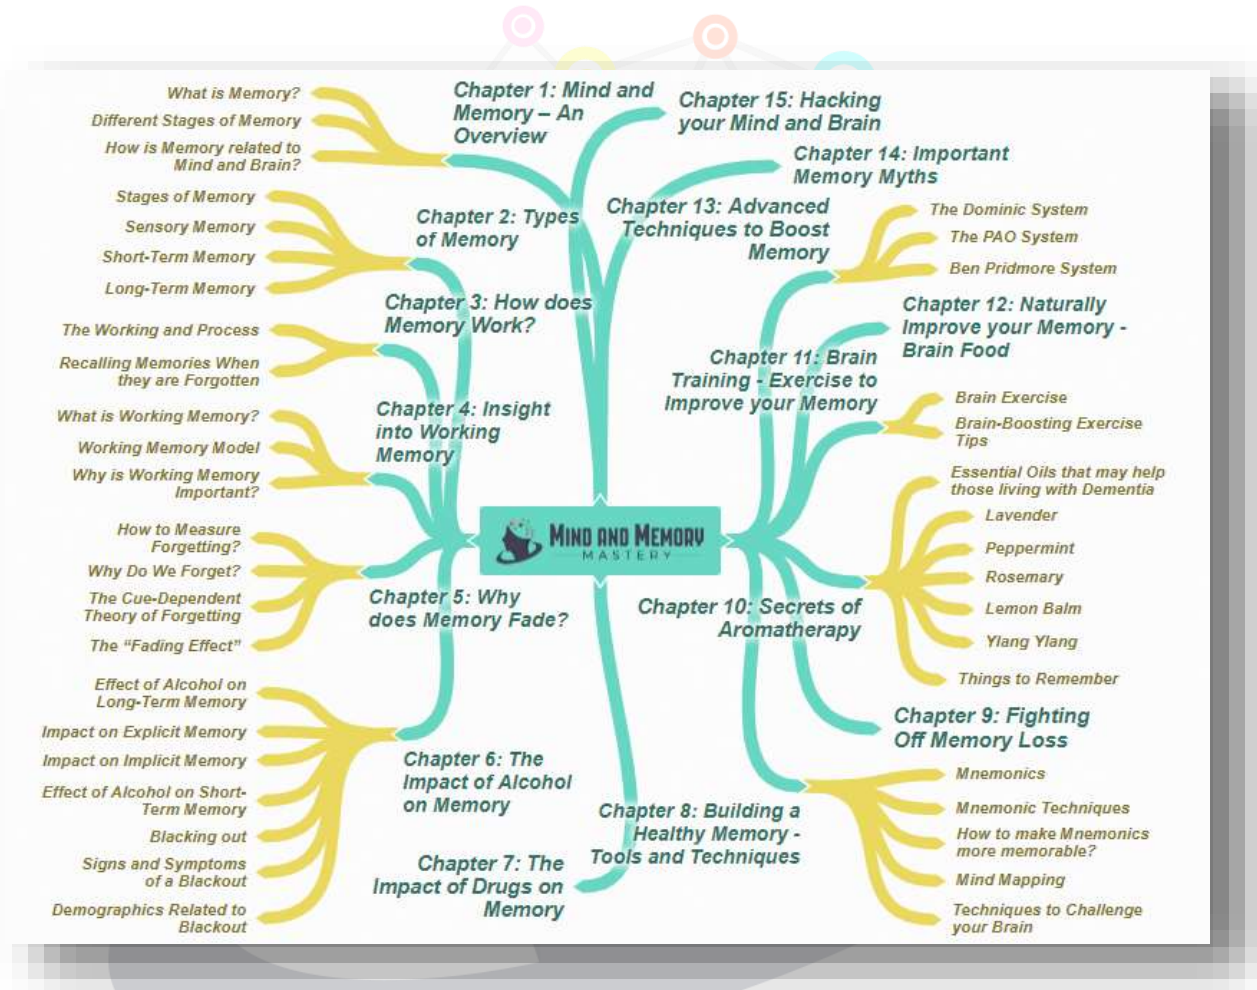 Chapter 1: Mind and
Memory – An
Overview
What is Memory?
Different Stages of Memory
How is Memory related to
Mind and Brain?
Chapter 2: Types
of Memory
Stages of Memory
Sensory Memory
Short-Term Memory
Long-Term Memory
Chapter 3: How does
Memory Work?
The Working and Process
Recalling Memories When
they are Forgotten
Chapter 4: Insight
into Working
Memory
What is Working Memory?
Working Memory Model
Why is Working Memory
Important?
Chapter 5: Why
does Memory Fade?
How to Measure
Forgetting?
Why Do We Forget?
The Cue-Dependent
Theory of Forgetting
The “Fading Effect”
Chapter 6: The
Impact of Alcohol
on Memory
Effect of Alcohol on
Long-Term Memory
Impact on Explicit Memory
Impact on Implicit Memory
Effect of Alcohol on Short-
Term Memory
Blacking out
Signs and Symptoms
of a Blackout
Demographics Related to
Blackout
Chapter 7: The
Impact of Drugs on
Memory
MIND AND MEMORY
MASTERY
Chapter 15: Hacking
your Mind and Brain
Chapter 14: Important
Memory Myths
Chapter 13: Advanced
Techniques to Boost
Memory
The Dominic System
The PAO System
Ben Pridmore System
Chapter 12: Naturally
Improve your Memory -
Brain Food
Chapter 11: Brain
Training - Exercise to
Improve your Memory
Brain Exercise
Brain-Boosting Exercise
Tips
Chapter 10: Secrets of
Aromatherapy
Essential Oils that may help
those living with Dementia
Lavender
Peppermint
Rosemary
Lemon Balm
Ylang Ylang
Things to Remember
Chapter 9: Fighting
Off Memory Loss
Chapter 8: Building a
Healthy Memory -
Tools and Techniques
Mnemonics
Mnemonic Techniques
How to make Mnemonics
more memorable?
Mind Mapping
Techniques to Challenge
your Brain